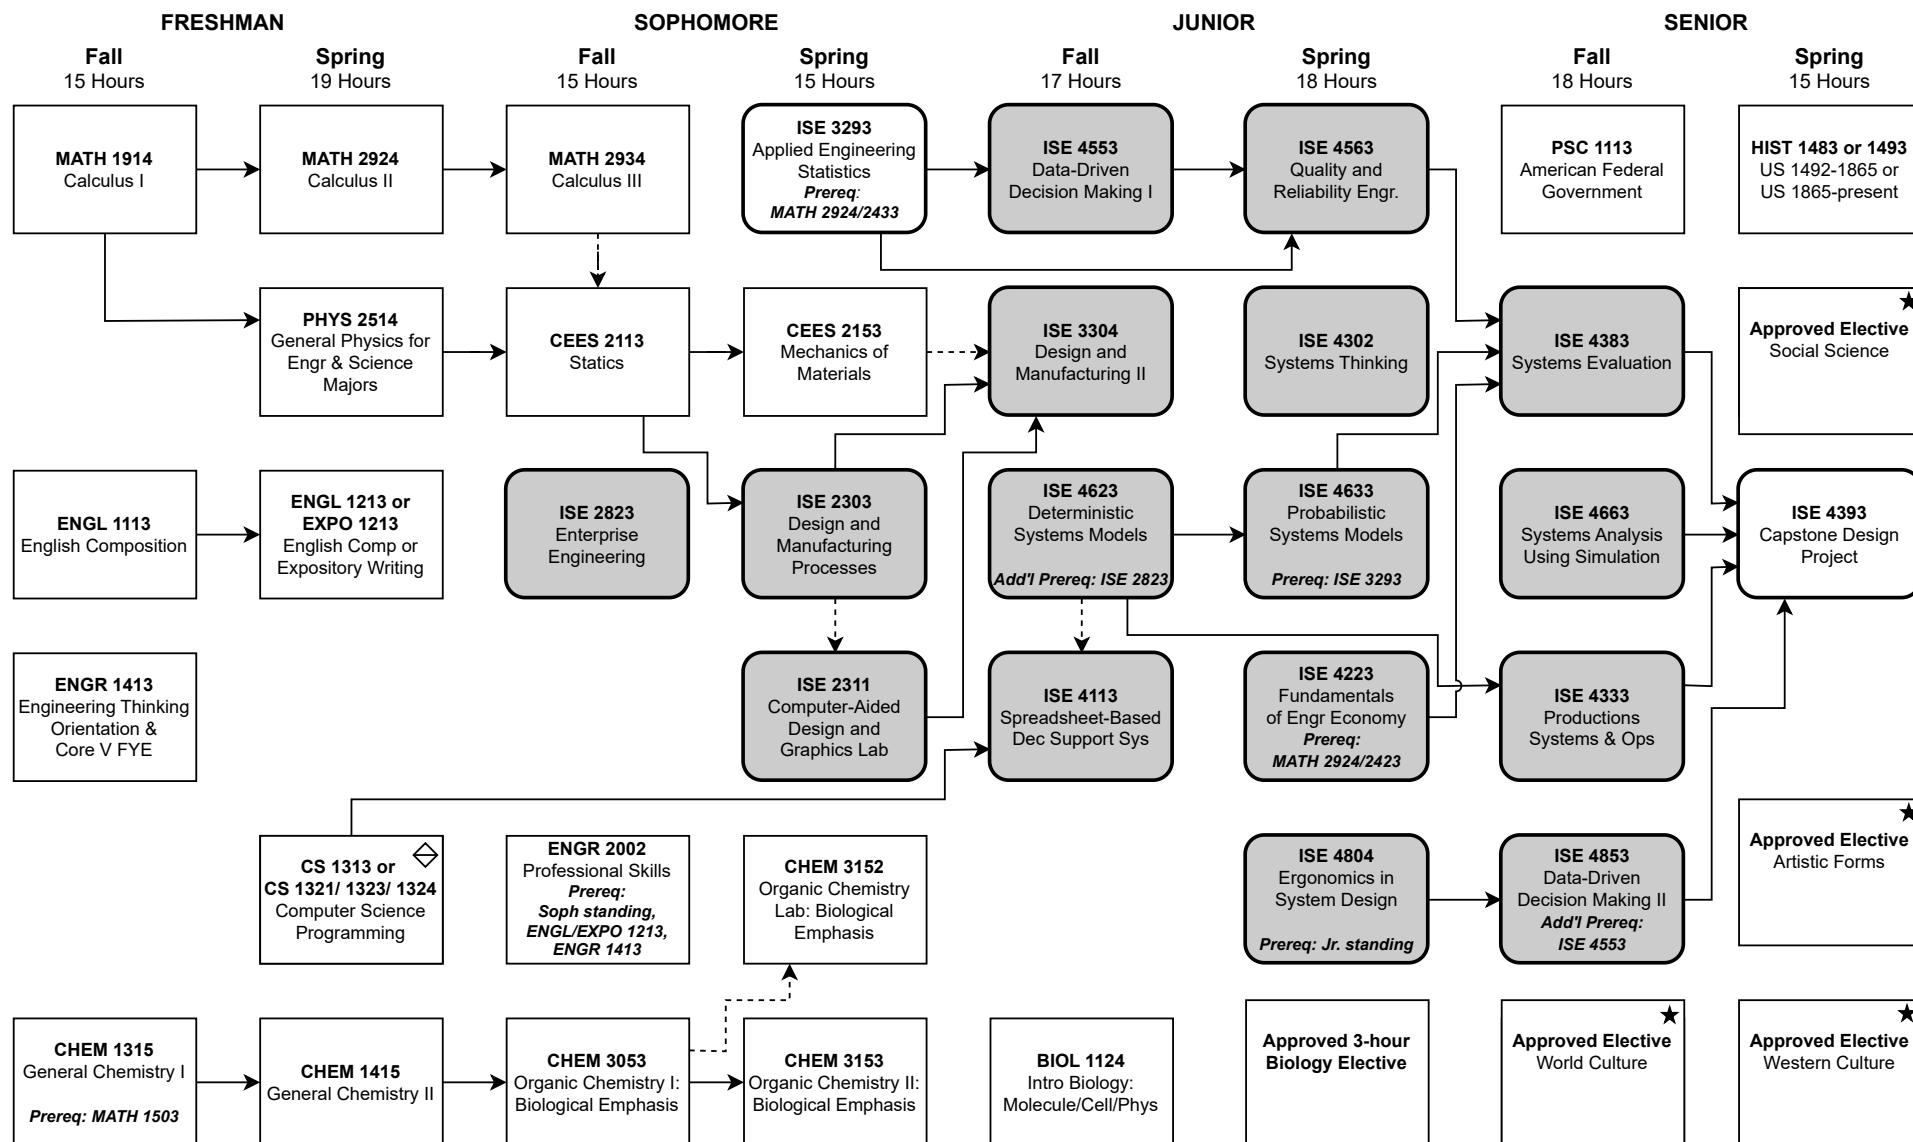 FRESHMAN
SOPHOMORE
JUNIOR
SENIOR
Fall
15 Hours
Spring
19 Hours
Fall
15 Hours
Spring
15 Hours
Fall
17 Hours
Spring
18 Hours
Fall
18 Hours
Spring
15 Hours
MATH 1914
Calculus I
MATH 2924
Calculus II
MATH 2934
Calculus III
ISE 3293
Applied Engineering
Statistics
Prereq:
MATH 2924/2433
ISE 4553
Data-Driven
Decision Making I
ISE 4563
Quality and
Reliability Engr.
PSC 1113
American Federal
Government
HIST 1483 or 1493
US 1492-1865 or
US 1865-present
PHYS 2514
General Physics for
Engr & Science
Majors
CEES 2113
Statics
CEES 2153
Mechanics of
Materials
ISE 3304
Design and
Manufacturing II
ISE 4302
Systems Thinking
ISE 4383
Systems Evaluation
Approved Elective
Social Science
ENGL 1113
English Composition
ENGL 1213 or
EXPO 1213
English Comp or
Expository Writing
ISE 2823
Enterprise
Engineering
ISE 2303
Design and
Manufacturing
Processes
ISE 4623
Deterministic
Systems Models
Add'l Prereq: ISE 2823
ISE 4633
Probabilistic
Systems Models
Prereq: ISE 3293
ISE 4663
Systems Analysis
Using Simulation
ISE 4393
Capstone Design
Project
ENGR 1413
Engineering Thinking
Orientation &
Core V FYE
ISE 2311
Computer-Aided
Design and
Graphics Lab
ISE 4113
Spreadsheet-Based
Dec Support Sys
ISE 4223
Fundamentals
of Engr Economy
Prereq:
MATH 2924/2423
ISE 4333
Productions
Systems & Ops
CS 1313 or
CS 1321/ 1323/ 1324
Computer Science
Programming
ENGR 2002
Professional Skills
Prereq:
Soph standing,
ENGL/EXPO 1213,
ENGR 1413
CHEM 3152
Organic Chemistry
Lab: Biological
Emphasis
ISE 4804
Ergonomics in
System Design
Prereq: Jr. standing
ISE 4853
Data-Driven
Decision Making II
Add'l Prereq:
ISE 4553
Approved Elective
Artistic Forms
CHEM 1315
General Chemistry I
Prereq: MATH 1503
CHEM 1415
General Chemistry II
CHEM 3053
Organic Chemistry I:
Biological Emphasis
CHEM 3153
Organic Chemistry II:
Biological Emphasis
BIOL 1124
Intro Biology:
Molecule/Cell/Phys
Approved 3-hour
Biology Elective
Approved Elective
World Culture
Approved Elective
Western Culture